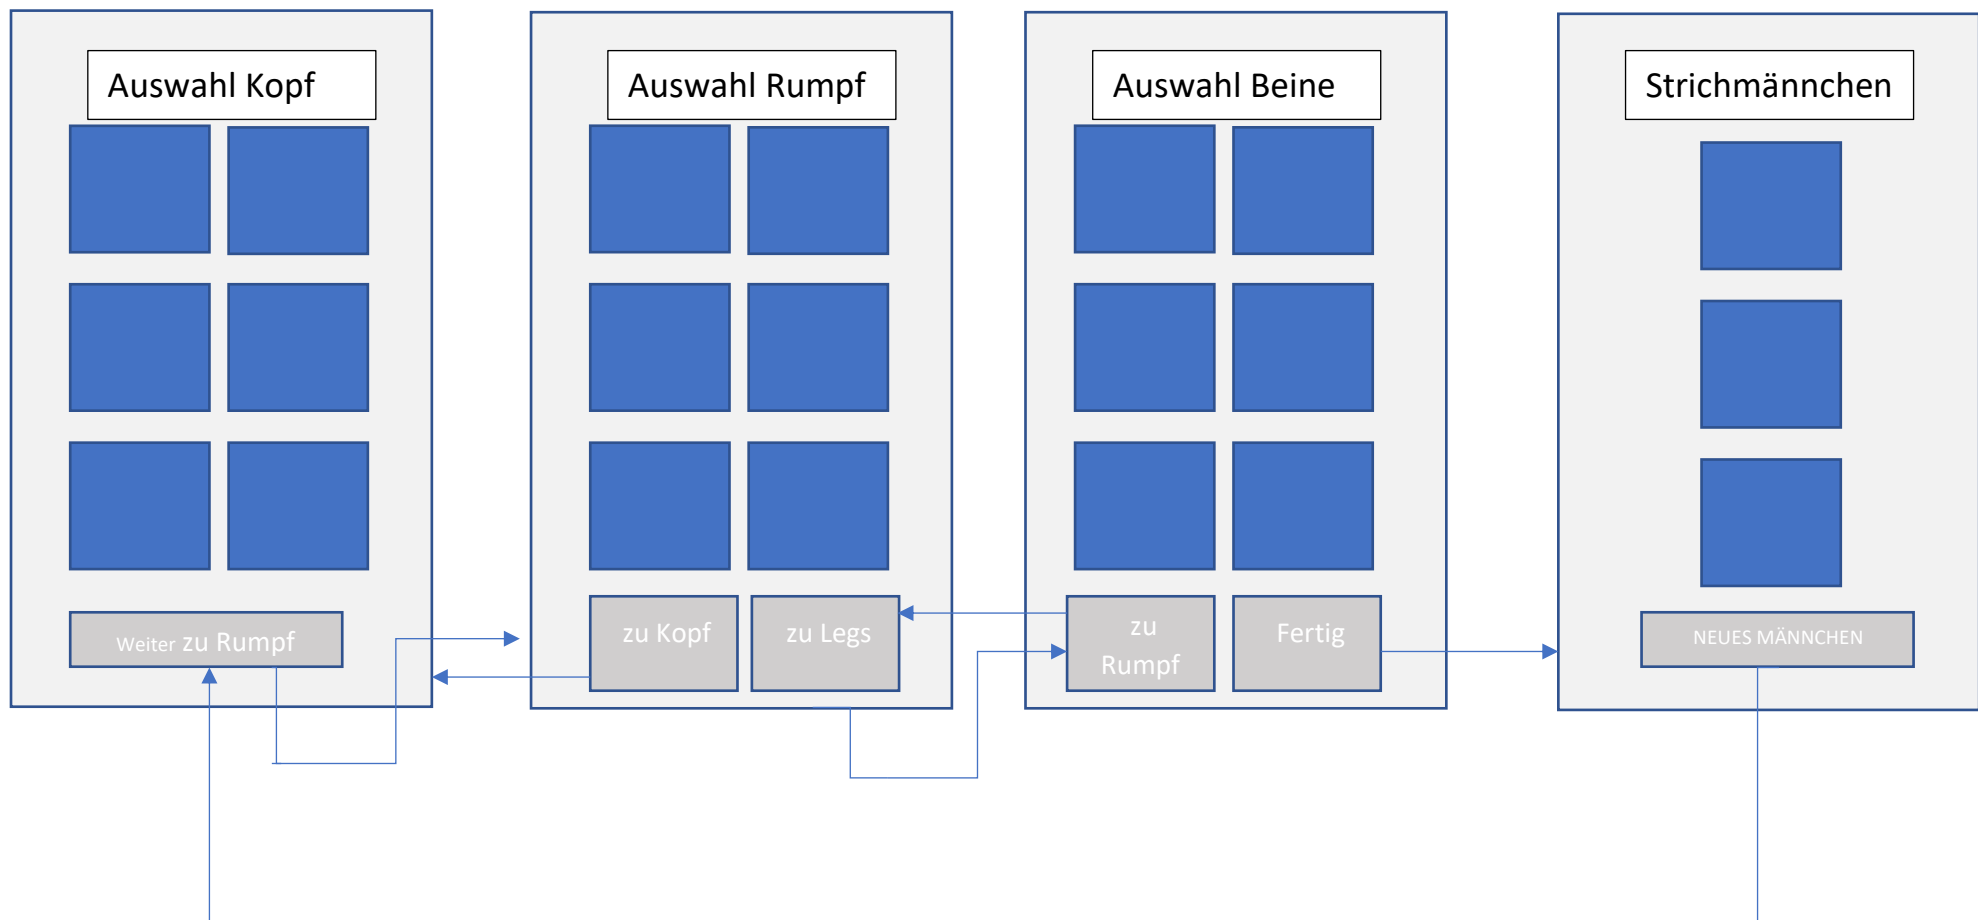 Auswahl Kopf
Auswahl Rumpf
Auswahl Beine
Strichmännchen
Weiter zu Rumpf
zu Kopf
zu Legs
zu
Rumpf
Fertig
NEUES MÄNNCHEN